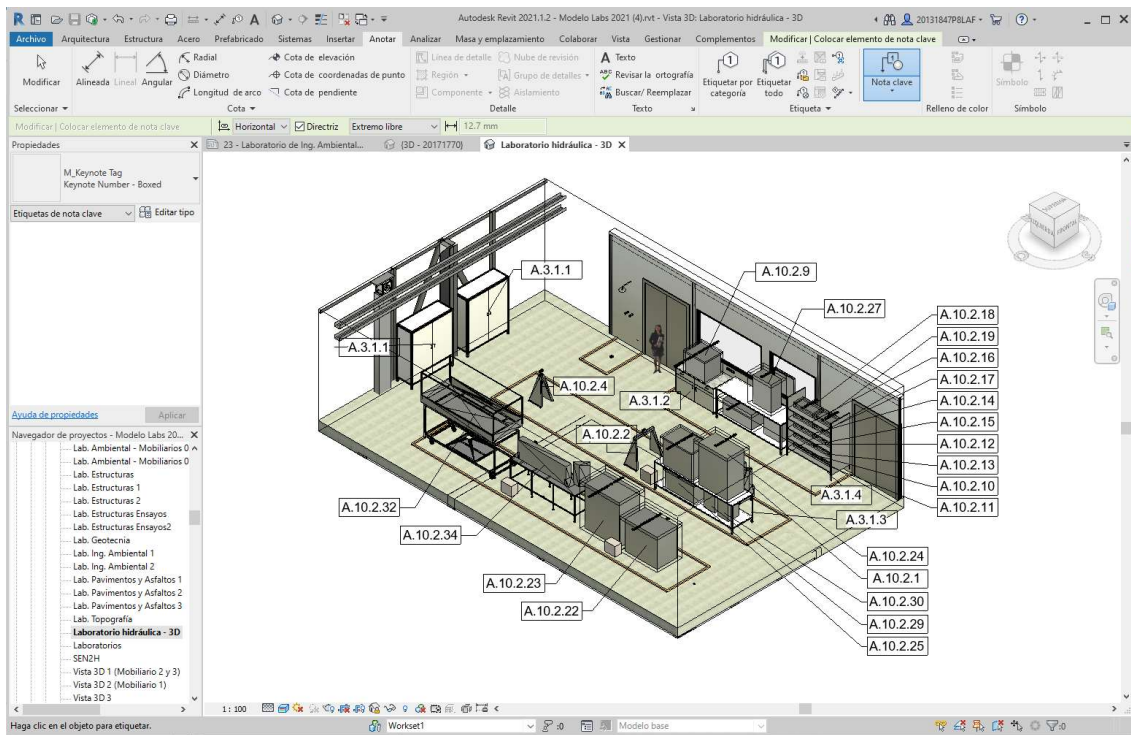 Autodesk Revit 2021.1.2 - Modelo Labs 2021 (4).rvt - Vista 3D: Laboratorio hidráulica - 3D
20131847P8LAF
Archivo Arquitectura Estructura Acero Prefabricado Sistemas Insertar Anotar Analizar Masa y emplazamiento Colaborar Vista Gestionar Complementos Modificar | Colocar elemento de nota clave
Modificar
Alineada Lineal Angular
Radial
Diámetro
Longitud de arco
Cota de elevación
Cota de coordenadas de punto
Cota de pendiente
Línea de detalle
Región
Componente
Nube de revisión
Grupo de detalles
Aislamiento
A Texto
Revisar la ortografía
Buscar/ Reemplazar
Etiquetar por categoría
Etiquetar todo
Nota clave
Símbolo
Seleccionar Cota Detalle Texto Etiqueta Relleno de color Símbolo
Modificar | Colocar elemento de nota clave Horizontal Directriz Extremo libre 12.7 mm
Propiedades X
23 - Laboratorio de Ing. Ambiental... (3D - 20171770) Laboratorio hidráulica - 3D X
M_Keynote Tag
Keynote Number - Boxed
Etiquetas de nota clave Editar tipo
Ayuda de propiedades Aplicar
Navegador de proyectos - Modelo Labs 20... X
Lab. Ambiental - Mobiliarios 0
Lab. Ambiental - Mobiliarios 0
Lab. Estructuras
Lab. Estructuras 1
Lab. Estructuras 2
Lab. Estructuras Ensayos
Lab. Estructuras Ensayos2
Lab. Geotecnia
Lab. Ing. Ambiental 1
Lab. Ing. Ambiental 2
Lab. Pavimentos y Asfaltos 1
Lab. Pavimentos y Asfaltos 2
Lab. Pavimentos y Asfaltos 3
Lab. Topografía
Laboratorio hidráulica - 3D
Laboratorios
SEN2H
Vista 3D 1 (Mobiliario 2 y 3)
Vista 3D 2 (Mobiliario 1)
Vista 3D 3
A.3.1.1
A.10.2.9
A.10.2.27
A.3.1.1
A.10.2.4
A.3.1.2
A.10.2.2
A.10.2.18
A.10.2.19
A.10.2.16
A.10.2.17
A.10.2.14
A.10.2.15
A.10.2.12
A.10.2.13
A.10.2.10
A.10.2.11
A.3.1.4
A.3.1.3
A.10.2.32
A.10.2.34
A.10.2.23
A.10.2.22
A.10.2.24
A.10.2.1
A.10.2.30
A.10.2.29
A.10.2.25
1 : 100
Haga clic en el objeto para etiquetar. Workset1 :0 Modelo base :0